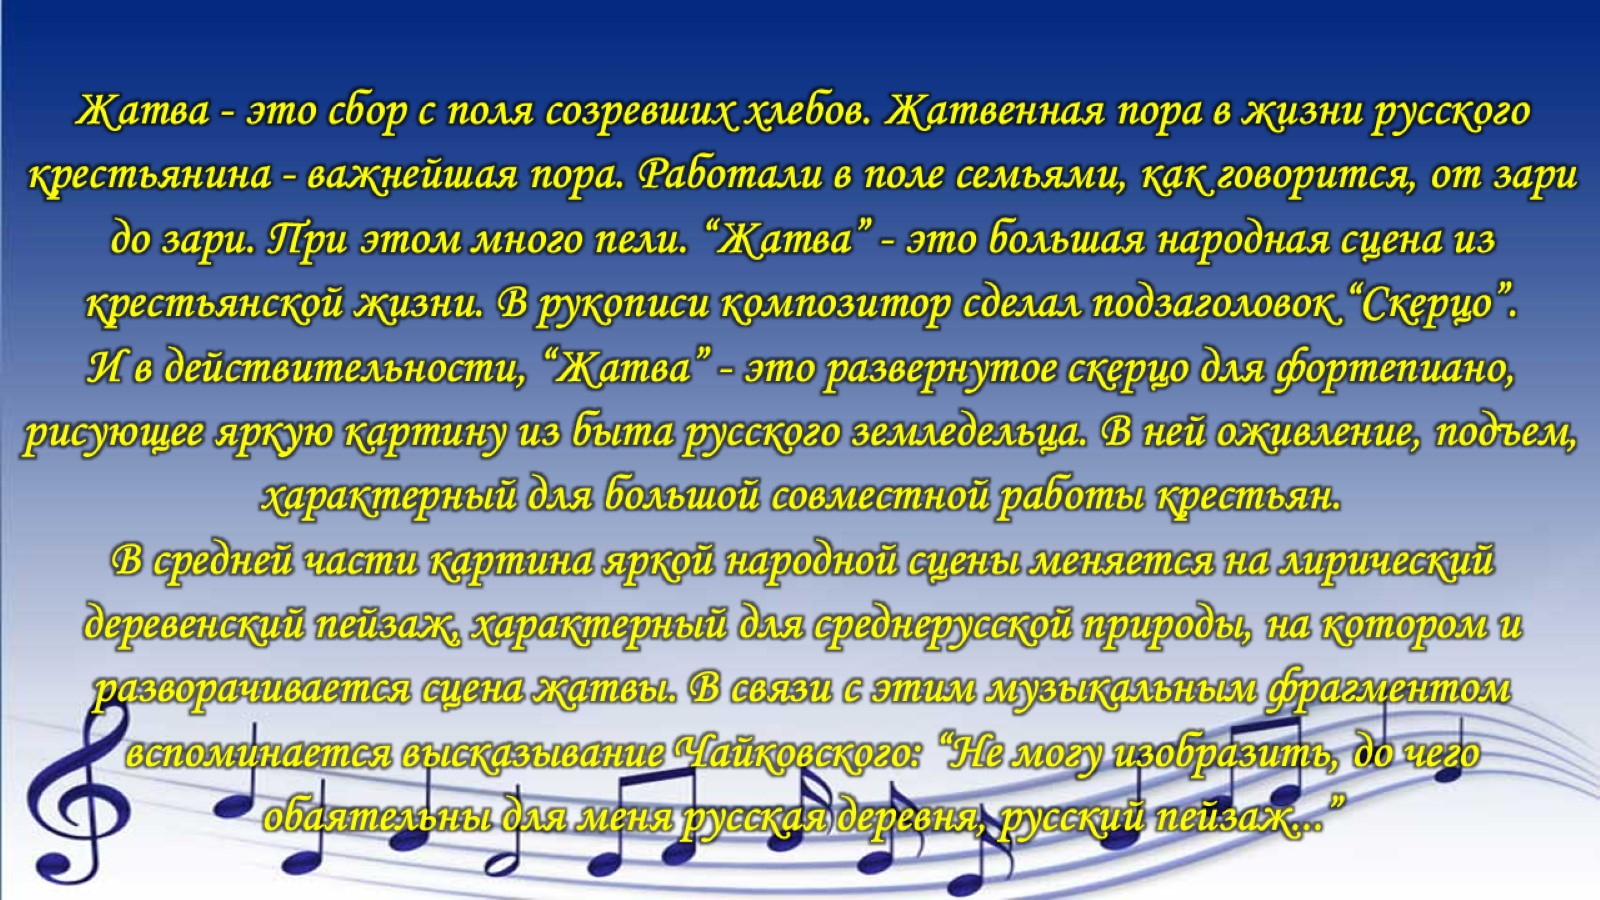 Жатва - это сбор с поля созревших хлебов. Жатвенная пора в жизни русского
крестьянина - важнейшая пора. Работали в поле семьями, как говорится, от зари
до зари. При этом много пели. “Жатва” - это большая народная сцена из
крестьянской жизни. В рукописи композитор сделал подзаголовок “Скерцо”.
И в действительности, “Жатва” - это развернутое скерцо для фортепиано,
рисующее яркую картину из быта русского земледельца. В ней оживление, подъем,
характерный для большой совместной работы крестьян.
В средней части картина яркой народной сцены меняется на лирический
деревенский пейзаж, характерный для среднерусской природы, на котором и
разворачивается сцена жатвы. В связи с этим музыкальным фрагментом
вспоминается высказывание Чайковского: “Не могу изобразить, до чего
обаятельны для меня русская деревня, русский пейзаж...”